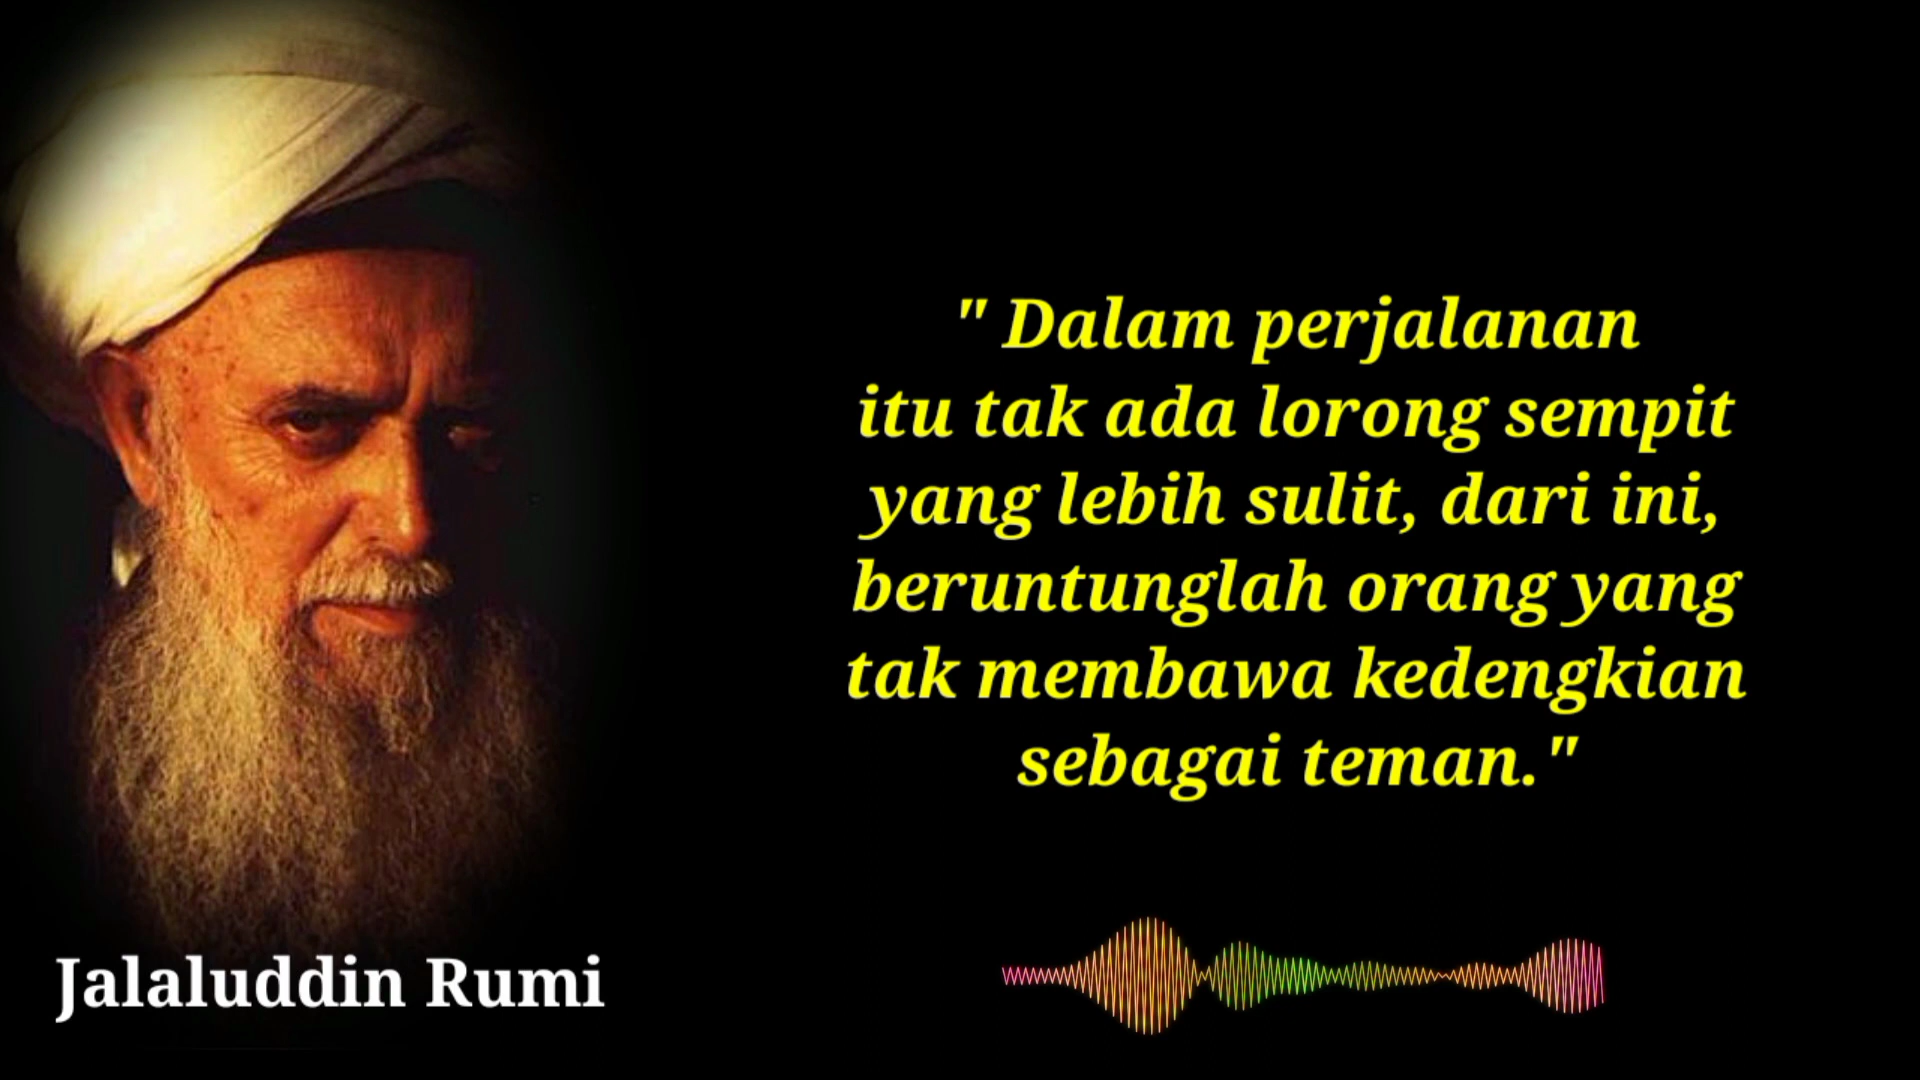 " Dalam perjalanan
itu tak ada lorong sempit
yang lebih sulit, dari ini,
beruntunglah orang yang
tak membawa kedengkian
sebagai teman."
Jalaluddin Rumi